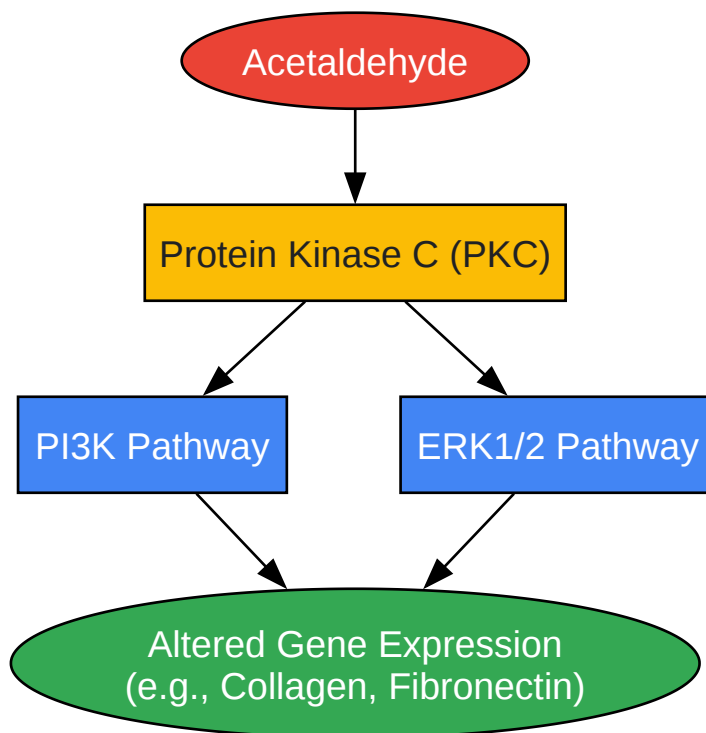 Acetaldehyde
Protein Kinase C (PKC)
PI3K Pathway
ERK1/2 Pathway
Altered Gene Expression
(e.g., Collagen, Fibronectin)